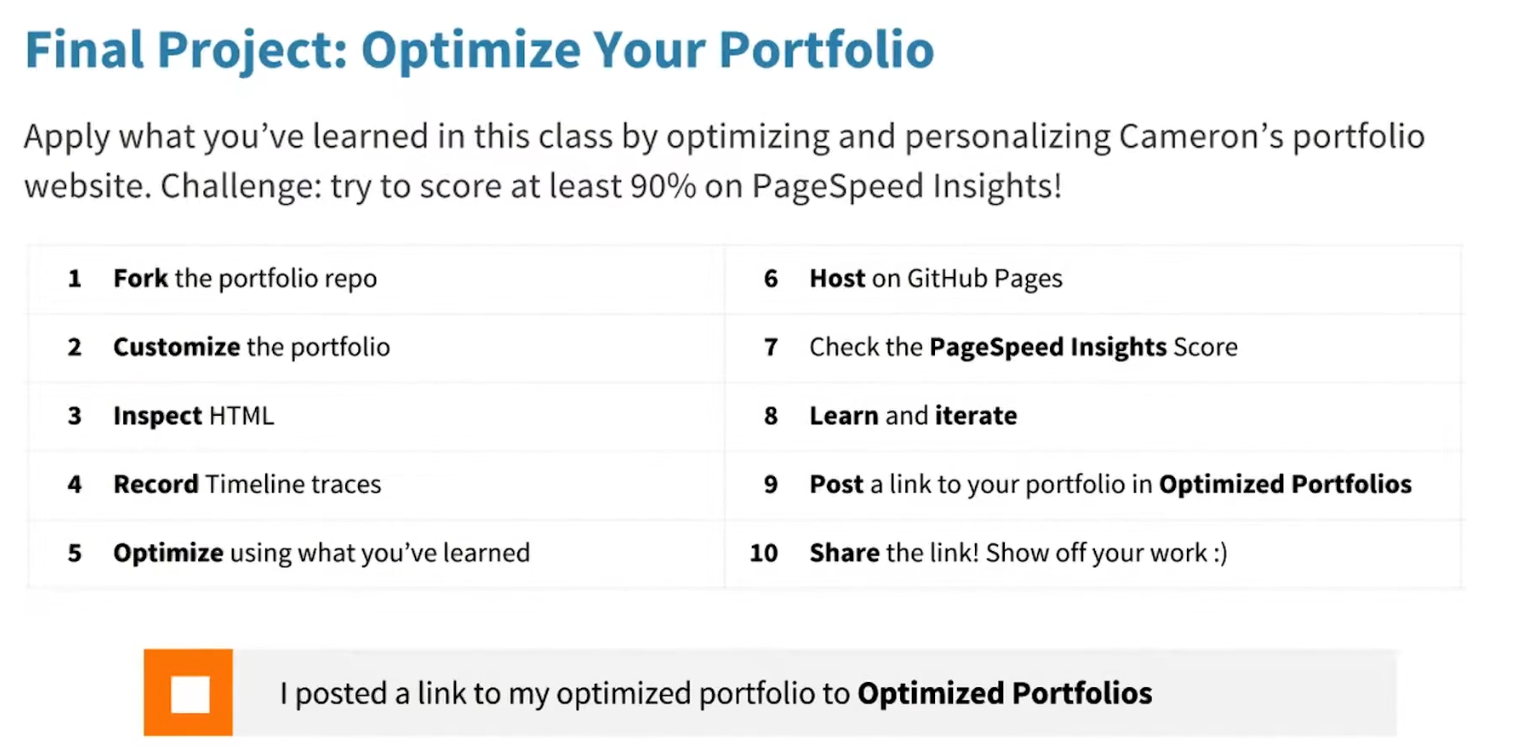 Final Project: Optimize Your Portfolio
Apply what you’ve learned in this class by optimizing and personalizing Cameron’s portfolio
website. Challenge: try to score at least 90% on PageSpeed Insights!
1 Fork the portfolio repo
2 Customize the portfolio
3 Inspect HTML
4 Record Timeline traces
5 Optimize using what you’ve learned
6 Host on GitHub Pages
7 Check the PageSpeed Insights Score
8 Learn and iterate
9 Post a link to your portfolio in Optimized Portfolios
10 Share the link! Show off your work :)
I posted a link to my optimized portfolio to Optimized Portfolios